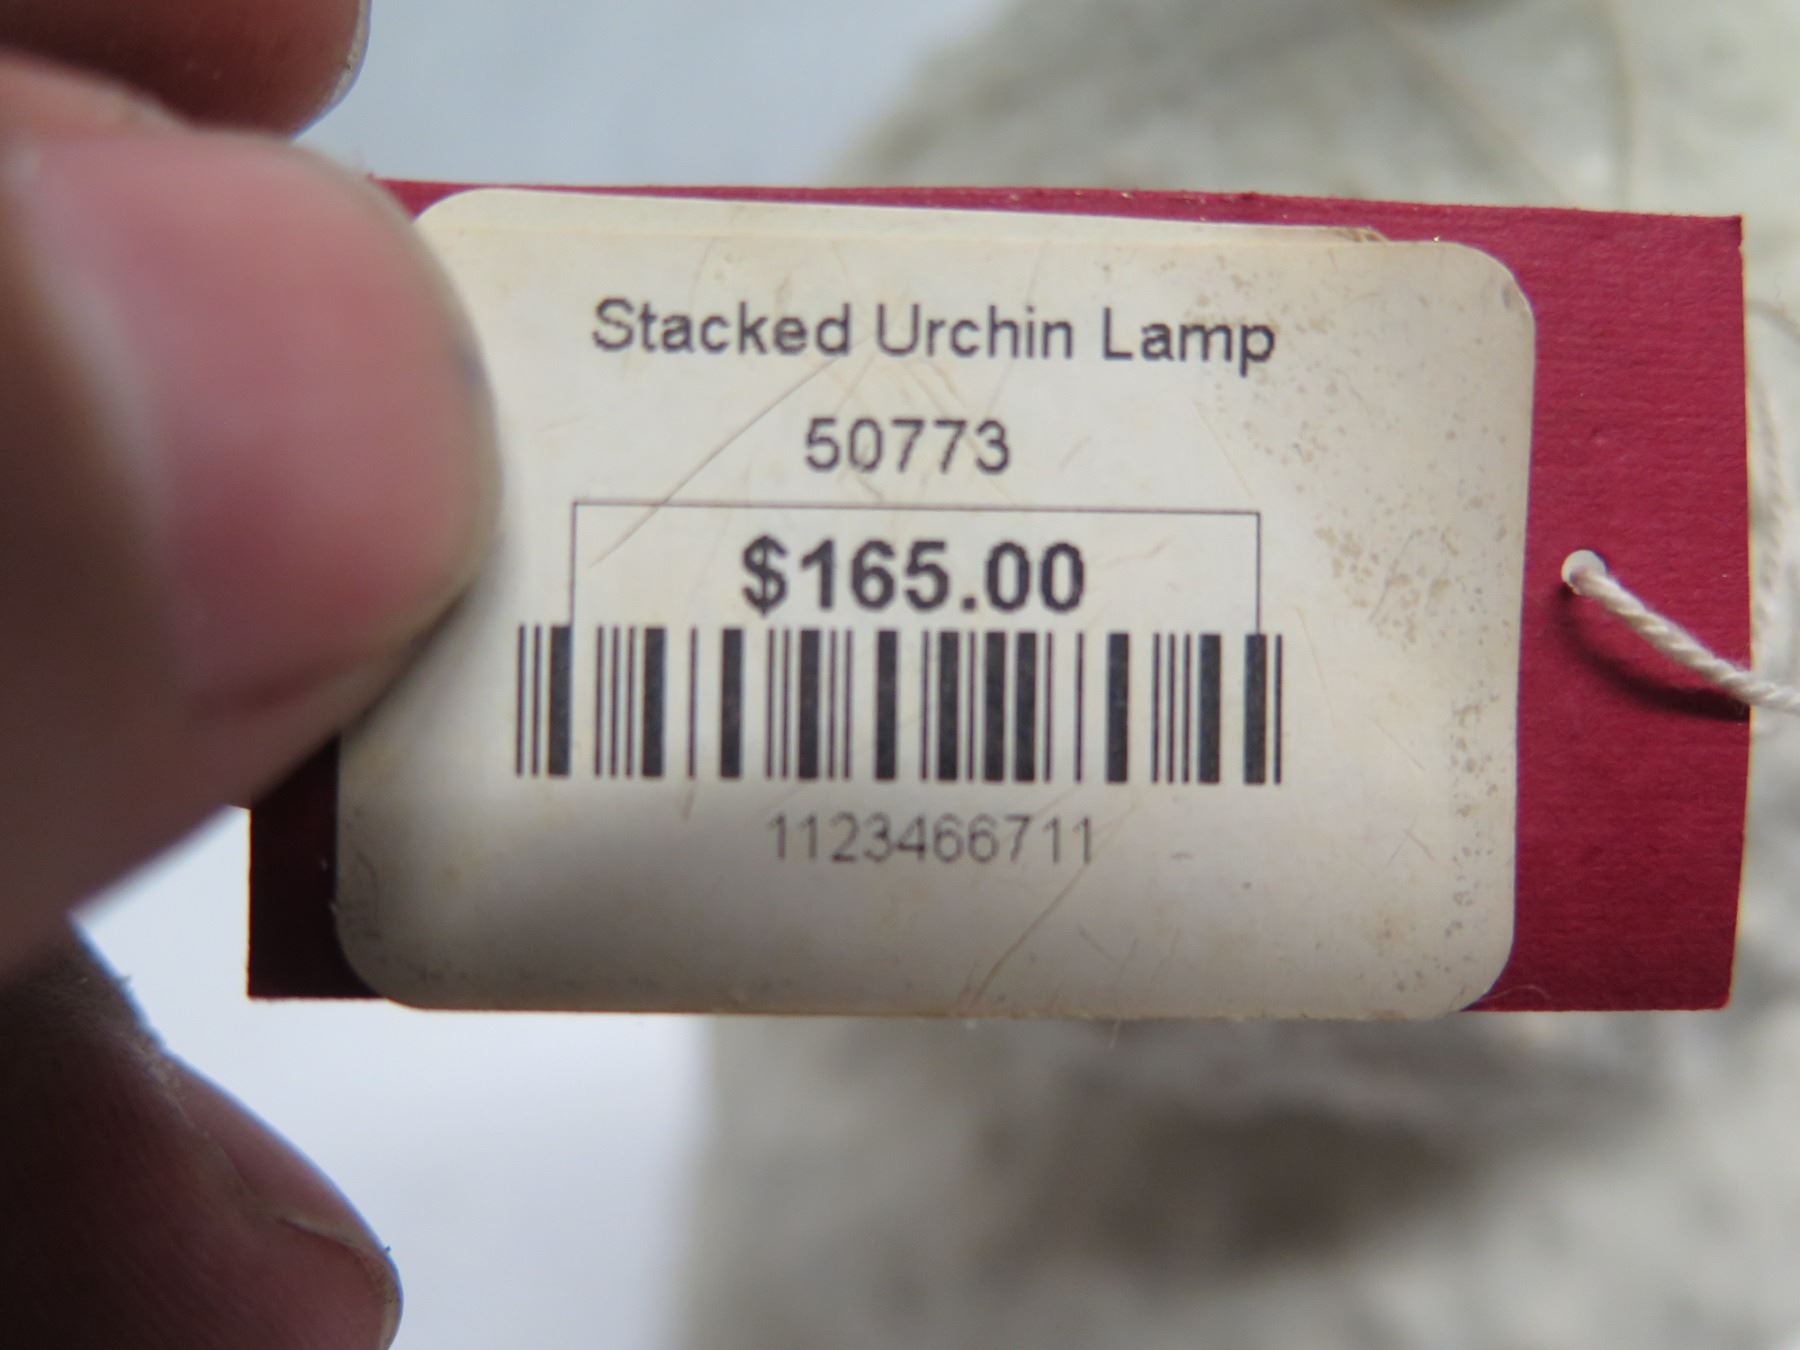 Stacked Urchin Lamp
50773
$165.00
1123466711